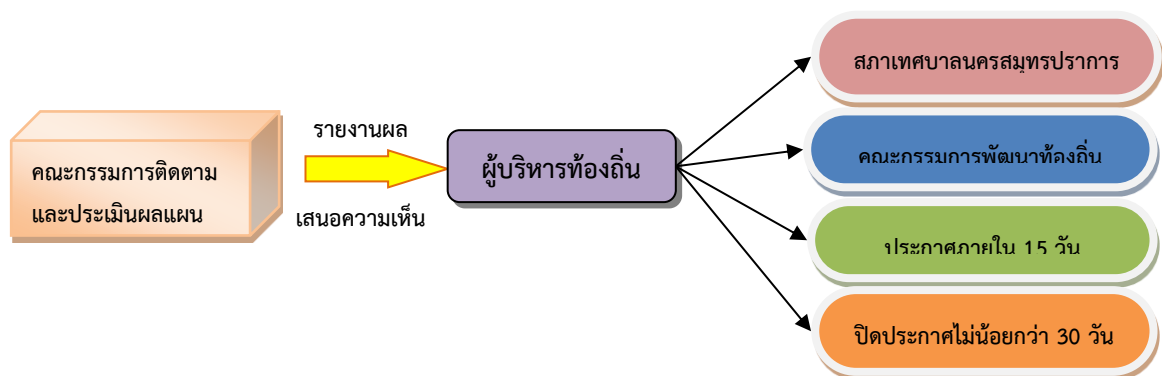 คณะกรรมการติดตาม
และประเมินผลแผน
รายงานผล
เสนอความเห็น
ผู้บริหารท้องถิ่น
สภาเทศบาลนครสมุทรปราการ
คณะกรรมการพัฒนาท้องถิ่น
ประกาศภายใน 15 วัน
ปิดประกาศไม่น้อยกว่า 30 วัน